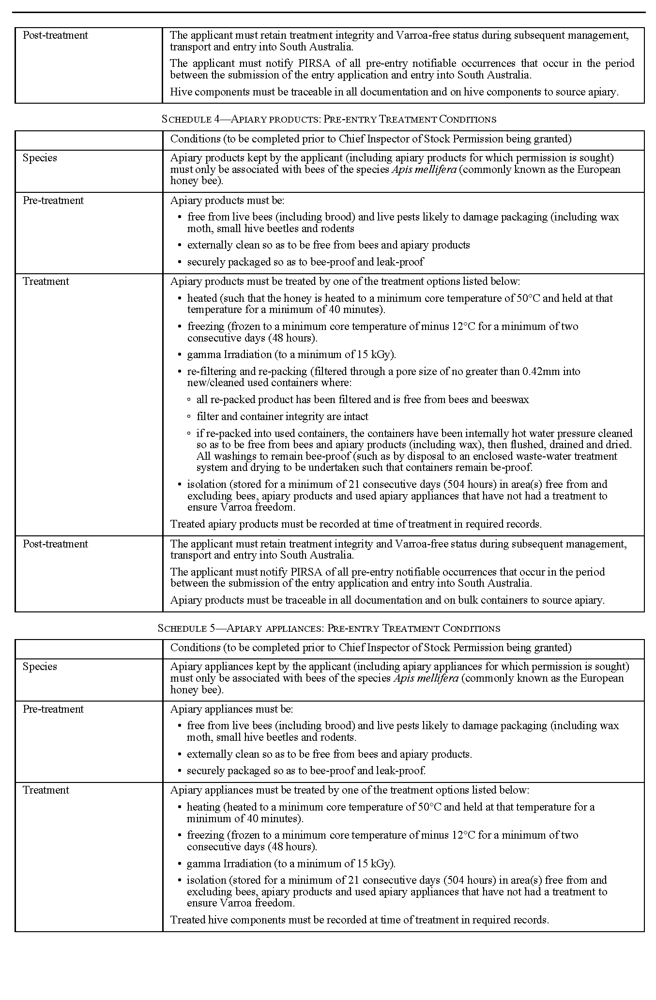 Post-treatment
The applicant must retain treatment integrity and Varroa-free status during subsequent management,
transport and entry into South Australia.
The applicant must notify PIRSA of all pre-entry notifiable occurrences that occur in the period
between the submission of the entry application and entry into South Australia.
Hive components must be traceable in all documentation and on hive components to source apiary.
SCHEDULE 4—APIARY PRODUCTS: PRE-ENTRY TREATMENT CONDITIONS
Conditions (to be completed prior to Chief Inspector of Stock Permission being granted)
Species
Apiary products kept by the applicant (including apiary products for which permission is sought)
must only be associated with bees of the species Apis mellifera (commonly known as the European
honey bee).
Pre-treatment
Apiary products must be:
• free from live bees (including brood) and live pests likely to damage packaging (including wax
moth, small hive beetles and rodents
• externally clean so as to be free from bees and apiary products
• securely packaged so as to bee-proof and leak-proof
Treatment
Apiary products must be treated by one of the treatment options listed below:
• heated (such that the honey is heated to a minimum core temperature of 50°C and held at that
temperature for a minimum of 40 minutes).
• freezing (frozen to a minimum core temperature of minus 12°C for a minimum of two
consecutive days (48 hours).
• gamma Irradiation (to a minimum of 15 kGy).
• re-filtering and re-packing (filtered through a pore size of no greater than 0.42mm into
new/cleaned used containers where:
◦ all re-packed product has been filtered and is free from bees and beeswax
◦ filter and container integrity are intact
◦ if re-packed into used containers, the containers have been internally hot water pressure cleaned
so as to be free from bees and apiary products (including wax), then flushed, drained and dried.
All washings to remain bee-proof (such as by disposal to an enclosed waste-water treatment
system and drying to be undertaken such that containers remain be-proof.
• isolation (stored for a minimum of 21 consecutive days (504 hours) in area(s) free from and
excluding bees, apiary products and used apiary appliances that have not had a treatment to
ensure Varroa freedom.
Treated apiary products must be recorded at time of treatment in required records.
Post-treatment
The applicant must retain treatment integrity and Varroa-free status during subsequent management,
transport and entry into South Australia.
The applicant must notify PIRSA of all pre-entry notifiable occurrences that occur in the period
between the submission of the entry application and entry into South Australia.
Apiary products must be traceable in all documentation and on bulk containers to source apiary.
SCHEDULE 5—APIARY APPLIANCES: PRE-ENTRY TREATMENT CONDITIONS
Conditions (to be completed prior to Chief Inspector of Stock Permission being granted)
Species
Apiary appliances kept by the applicant (including apiary appliances for which permission is sought)
must only be associated with bees of the species Apis mellifera (commonly known as the European
honey bee).
Pre-treatment
Apiary appliances must be:
• free from live bees (including brood) and live pests likely to damage packaging (including wax
moth, small hive beetles and rodents.
• externally clean so as to be free from bees and apiary products.
• securely packaged so as to bee-proof and leak-proof.
Treatment
Apiary appliances must be treated by one of the treatment options listed below:
• heating (heated to a minimum core temperature of 50°C and held at that temperature for a
minimum of 40 minutes).
• freezing (frozen to a minimum core temperature of minus 12°C for a minimum of two
consecutive days (48 hours).
• gamma Irradiation (to a minimum of 15 kGy).
• isolation (stored for a minimum of 21 consecutive days (504 hours) in area(s) free from and
excluding bees, apiary products and used apiary appliances that have not had a treatment to
ensure Varroa freedom.
Treated hive components must be recorded at time of treatment in required records.